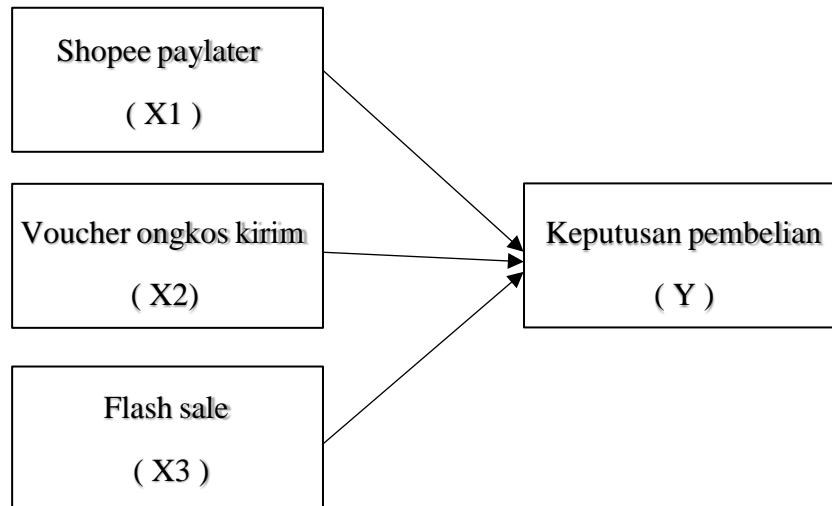 Shopee paylater
( X1 )
Voucher ongkos kirim
( X2)
Flash sale
( X3 )
Keputusan pembelian
( Y )